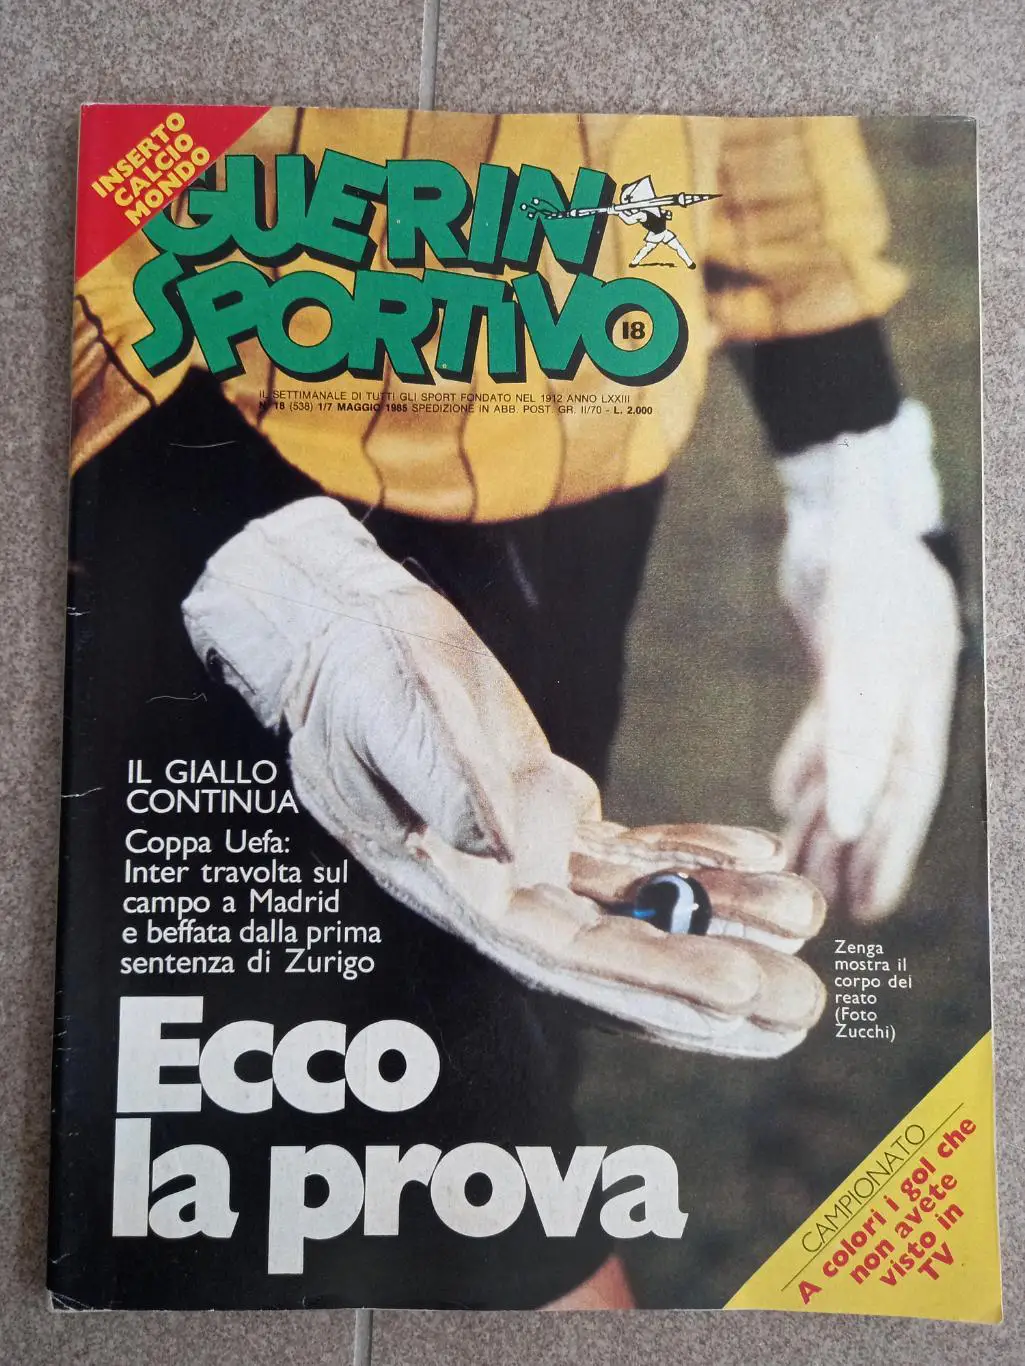 INSERTO
CALCIO
MONDO
GUERIN
SPORTIVO
18
IL SETTIMANALE DI TUTTI GLI SPORT FONDATO NEL 1912 ANNO LXXIII
N. 18 (538) 1/7 MAGGIO 1985 SPEDIZIONE IN ABB. POST. GR. II/70 - L. 2.000
IL GIALLO
CONTINUA
Coppa Uefa:
Inter travolta sul
campo a Madrid
e beffata dalla prima
sentenza di Zurigo
Zenga
mostra il
corpo del
reato
(Foto
Zucchi)
Ecco
la prova
CAMPIONATO
A colori i gol che
non avete
visto in
TV